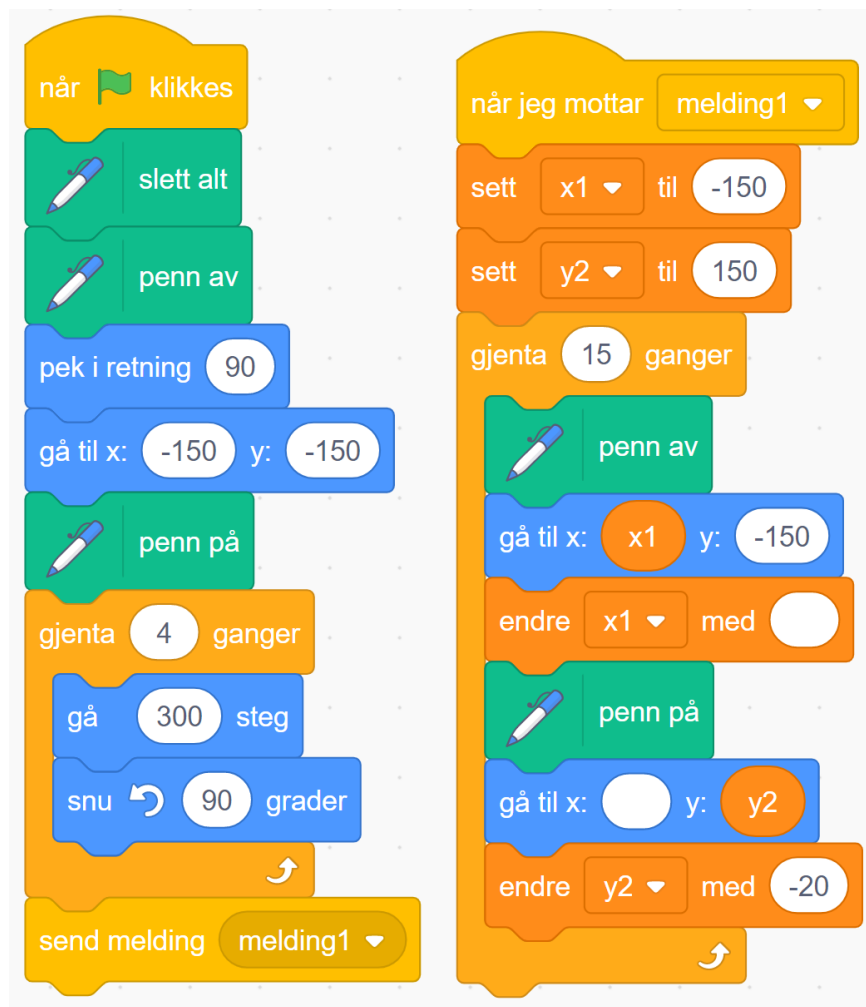 når klikkes
slett alt
penn av
pek i retning 90
gå til x: -150 y: -150
penn på
gjenta 4 ganger
gå 300 steg
snu 90 grader
send melding melding1
når jeg mottar melding1
sett x1 til -150
sett y2 til 150
gjenta 15 ganger
penn av
gå til x: x1 y: -150
endre x1 med
penn på
gå til x: y: y2
endre y2 med -20